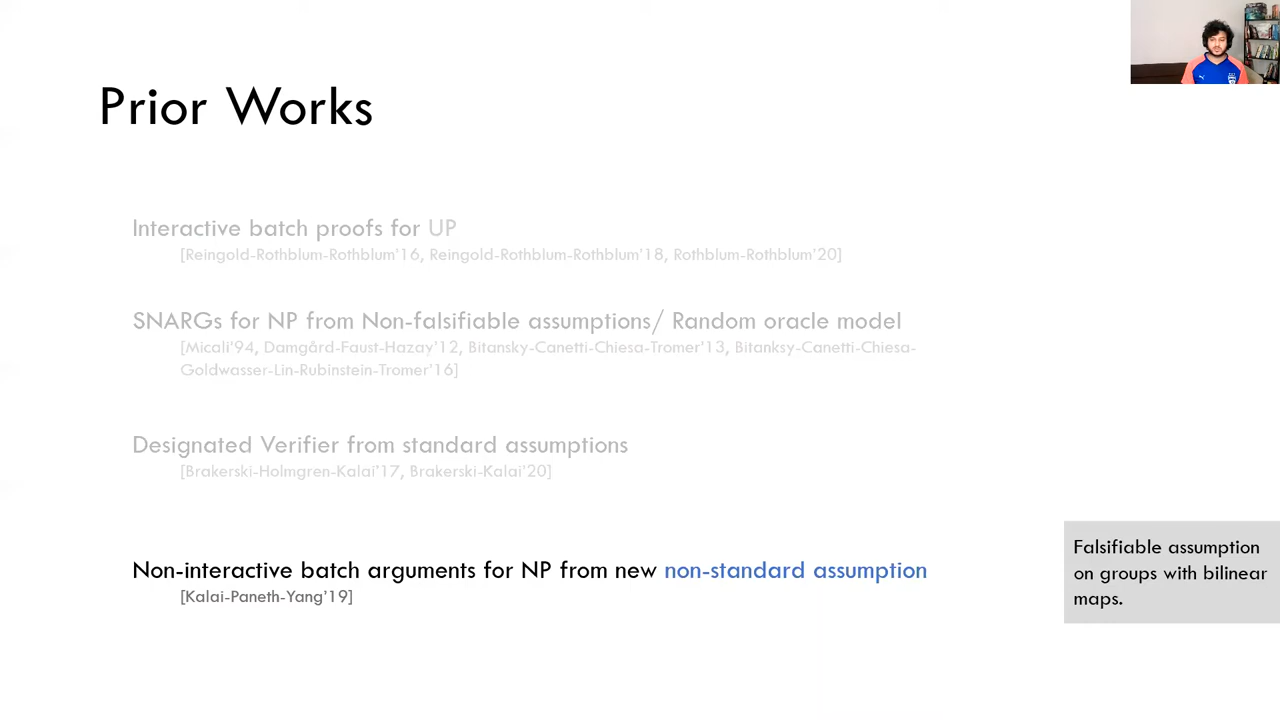 Prior Works
Interactive batch proofs for UP
[Reingold-Rothblum-Rothblum'16, Reingold-Rothblum-Rothblum'18, Rothblum-Rothblum'20]
SNARGs for NP from Non-falsifiable assumptions/ Random oracle model
[Micali'94, Damgård-Faust-Hazay'12, Bitansky-Canetti-Chiesa-Tromer'13, Bitanksy-Canetti-Chiesa-
Goldwasser-Lin-Rubinstein-Tromer'16]
Designated Verifier from standard assumptions
[Brakerski-Holmgren-Kalai'17, Brakerski-Kalai'20]
Non-interactive batch arguments for NP from new non-standard assumption
[Kalai-Paneth-Yang'19]
Falsifiable assumption
on groups with bilinear
maps.